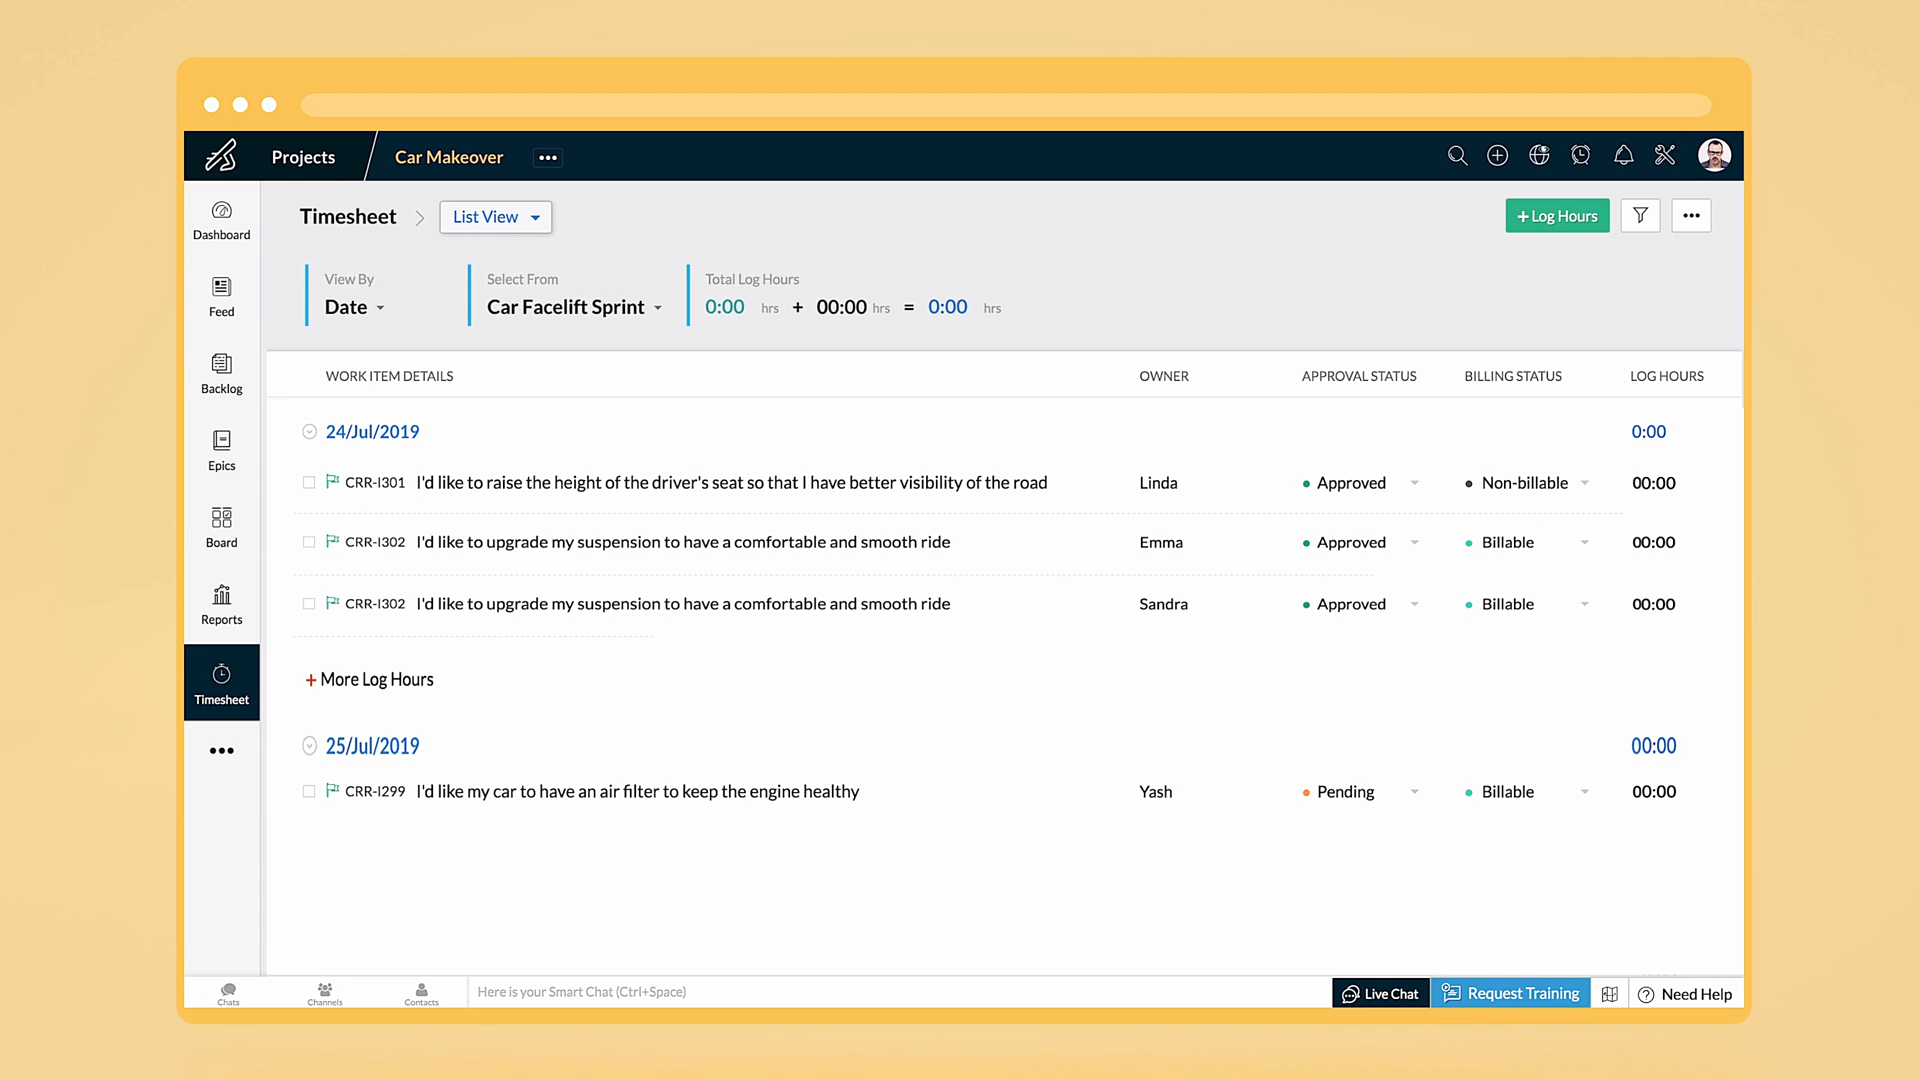 Projects Car Makeover
Timesheet List View + Log Hours
View By Select From Total Log Hours
Date Car Facelift Sprint 0:00 hrs + 00:00 hrs = 0:00 hrs
Dashboard
Feed
Backlog
Epics
Board
Reports
Timesheet
WORK ITEM DETAILS OWNER APPROVAL STATUS BILLING STATUS LOG HOURS
24/Jul/2019 0:00
CRR-I301 I'd like to raise the height of the driver's seat so that I have better visibility of the road Linda Approved Non-billable 00:00
CRR-I302 I'd like to upgrade my suspension to have a comfortable and smooth ride Emma Approved Billable 00:00
CRR-I302 I'd like to upgrade my suspension to have a comfortable and smooth ride Sandra Approved Billable 00:00
+ More Log Hours
25/Jul/2019 00:00
CRR-I299 I'd like my car to have an air filter to keep the engine healthy Yash Pending Billable 00:00
Chats Channels Contacts Here is your Smart Chat (Ctrl+Space) Live Chat Request Training Need Help